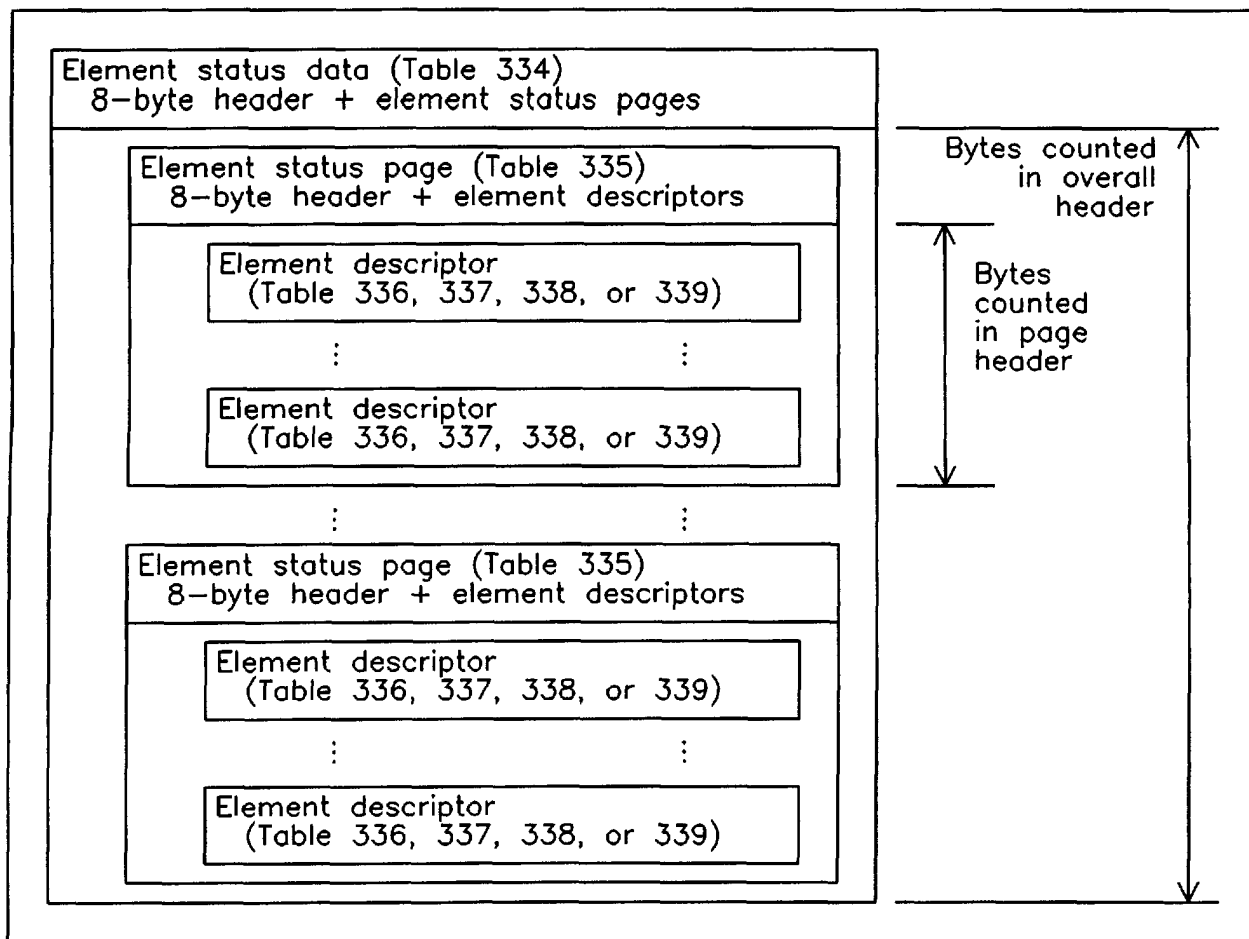 Element status data (Table 334)
8-byte header + element status pages
Element status page (Table 335)
8-byte header + element descriptors
Element descriptor
(Table 336, 337, 338, or 339)
⋮ ⋮
Element descriptor
(Table 336, 337, 338, or 339)
⋮ ⋮
Element status page (Table 335)
8-byte header + element descriptors
Element descriptor
(Table 336, 337, 338, or 339)
⋮ ⋮
Element descriptor
(Table 336, 337, 338, or 339)
Bytes counted
in overall
header
Bytes
counted
in page
header